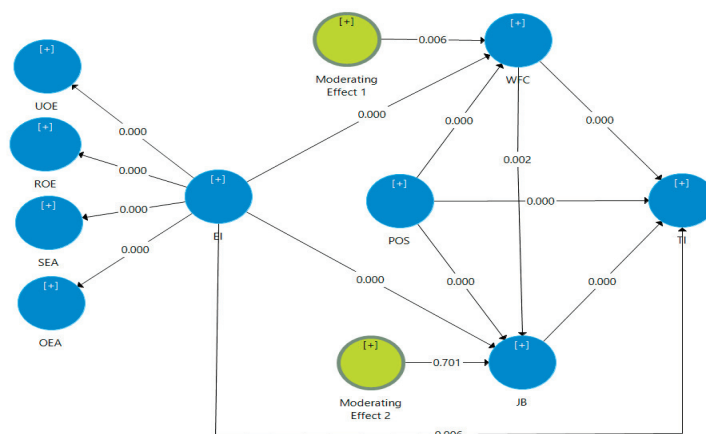 [+]
UOE
[+]
ROE
[+]
SEA
[+]
OEA
0.000
0.000
0.000
0.000
[+]
EI
[+]
Moderating
Effect 1
0.006
[+]
WFC
0.000
0.000
0.002
0.000
[+]
POS
0.000
[+]
TI
0.000
0.000
0.000
[+]
Moderating
Effect 2
0.701
[+]
JB
0.006